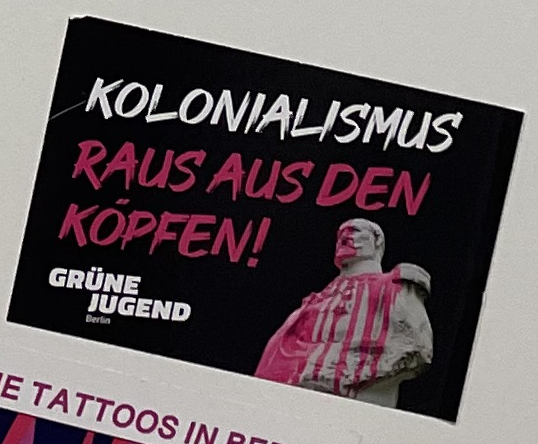 KOLONIALISMUS
RAUS AUS DEN
KÖPFEN!
GRÜNE
JUGEND
Berlin
TATTOOS IN